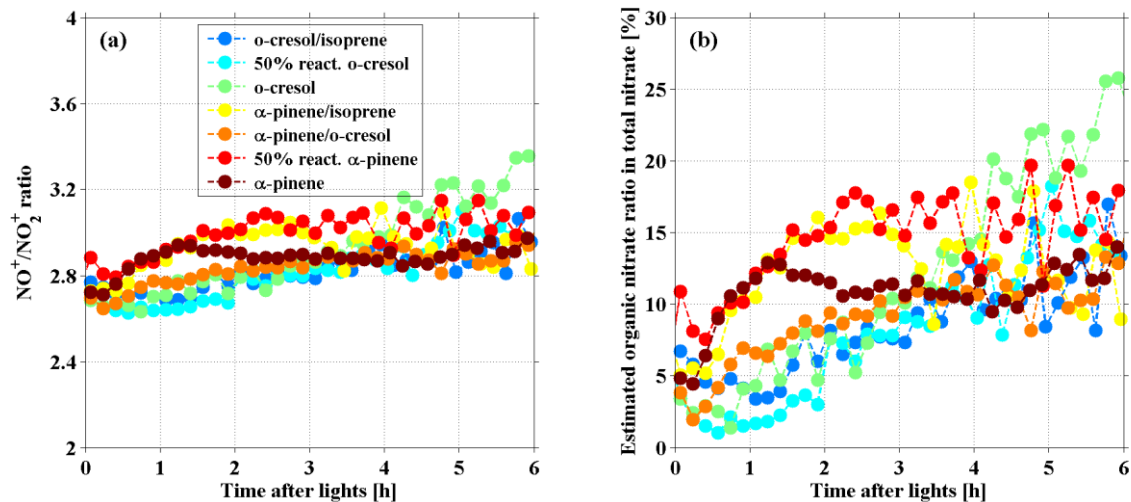 (a)
NO⁺/NO₂⁺ ratio
4
3.6
3.2
2.8
2.4
2
0 1 2 3 4 5 6
Time after lights [h]
o-cresol/isoprene
50% react. o-cresol
o-cresol
α-pinene/isoprene
α-pinene/o-cresol
50% react. α-pinene
α-pinene
(b)
Estimated organic nitrate ratio in total nitrate [%]
30
25
20
15
10
5
0
0 1 2 3 4 5 6
Time after lights [h]